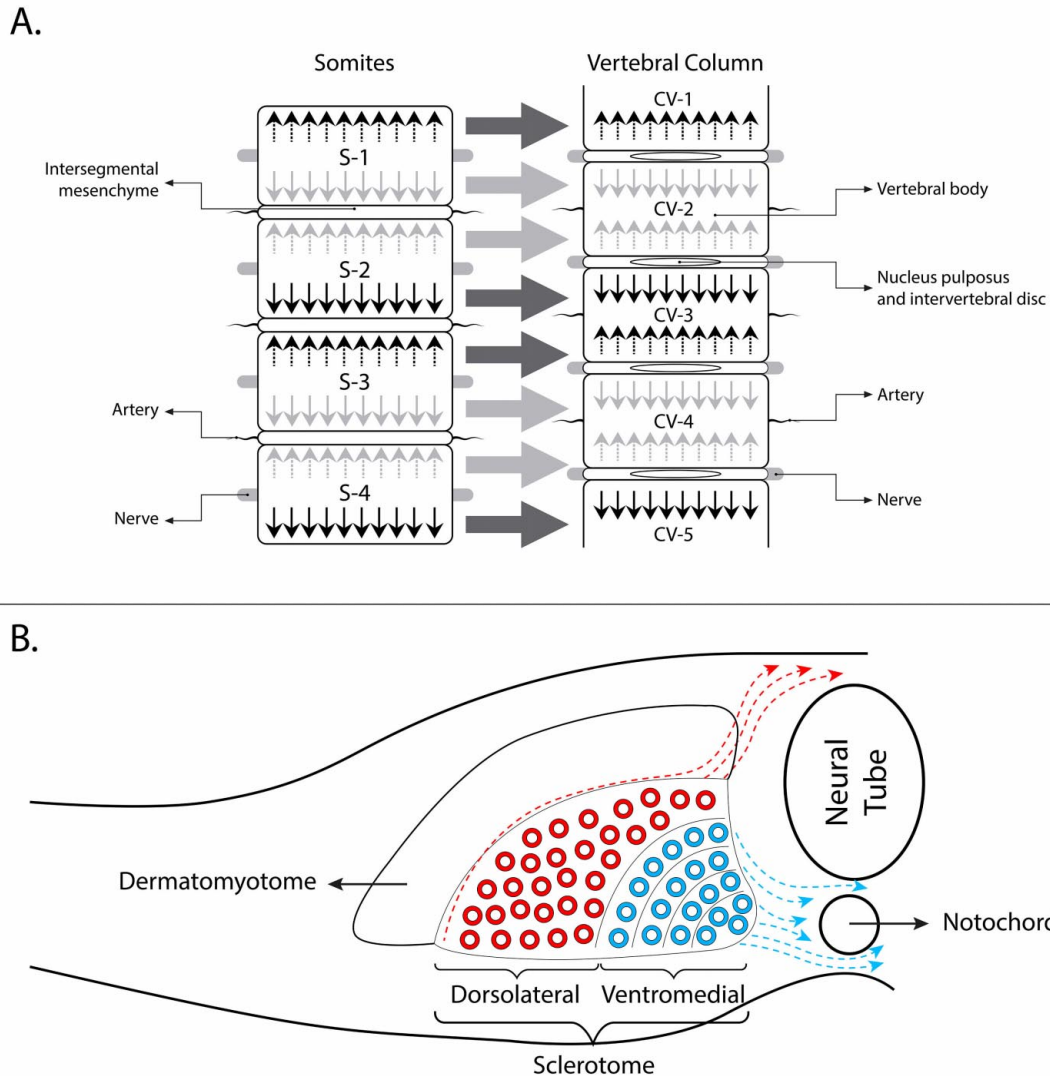 A.
Somites
Vertebral Column
S-1
S-2
S-3
S-4
Intersegmental
mesenchyme
Artery
Nerve
CV-1
CV-2
CV-3
CV-4
CV-5
Vertebral body
Nucleus pulposus
and intervertebral disc
Artery
Nerve
B.
Neural
Tube
Dermatomyotome
Notochord
Dorsolateral
Ventromedial
Sclerotome